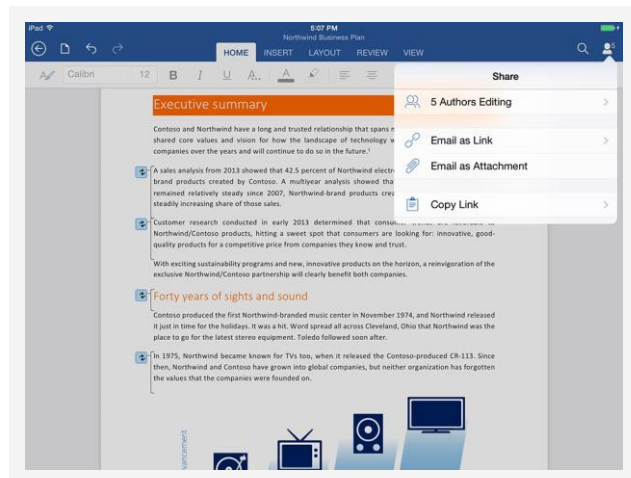 iPad 5:07 PM
Northwind Business Plan
HOME INSERT LAYOUT REVIEW VIEW 5
Calibri 12 B I U A.. A
Share
5 Authors Editing
Email as Link
Email as Attachment
Copy Link
Executive summary
Contoso and Northwind have a long and trusted relationship that spans
shared core values and vision for how the landscape of technology
companies over the years and will continue to do so in the future.¹
A sales analysis from 2013 showed that 42.5 percent of Northwind
brand products created by Contoso. A multiyear analysis showed
remained relatively steady since 2007, Northwind-brand products
steadily increasing share of those sales.
Customer research conducted in early 2013 determined that
Northwind/Contoso products, hitting a sweet spot that consumers are looking for: innovative, good-
quality products for a competitive price from companies they know and trust.
With exciting sustainability programs and new, innovative products on the horizon, a reinvigoration of the
exclusive Northwind/Contoso partnership will clearly benefit both companies.
Forty years of sights and sound
Contoso produced the first Northwind-branded music center in November 1974, and Northwind released
it just in time for the holidays. It was a hit. Word spread all across Cleveland, Ohio that Northwind was the
place to go for the latest stereo equipment. Toledo followed soon after.
In 1975, Northwind became known for TVs too, when it released the Contoso-produced CR-113. Since
then, Northwind and Contoso have grown into global companies, but neither organization has forgotten
the values that the companies were founded on.